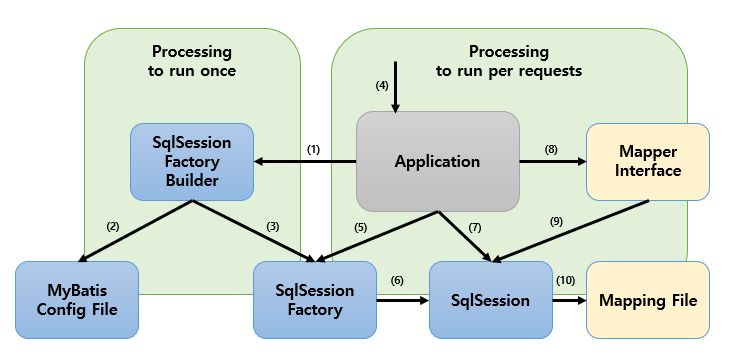 Processing
to run once
Processing
to run per requests
(4)
SqlSession
Factory
Builder
(1)
Application
(8)
Mapper
Interface
(2)
(3)
(5)
(7)
(9)
MyBatis
Config File
SqlSession
Factory
(6)
SqlSession
(10)
Mapping File